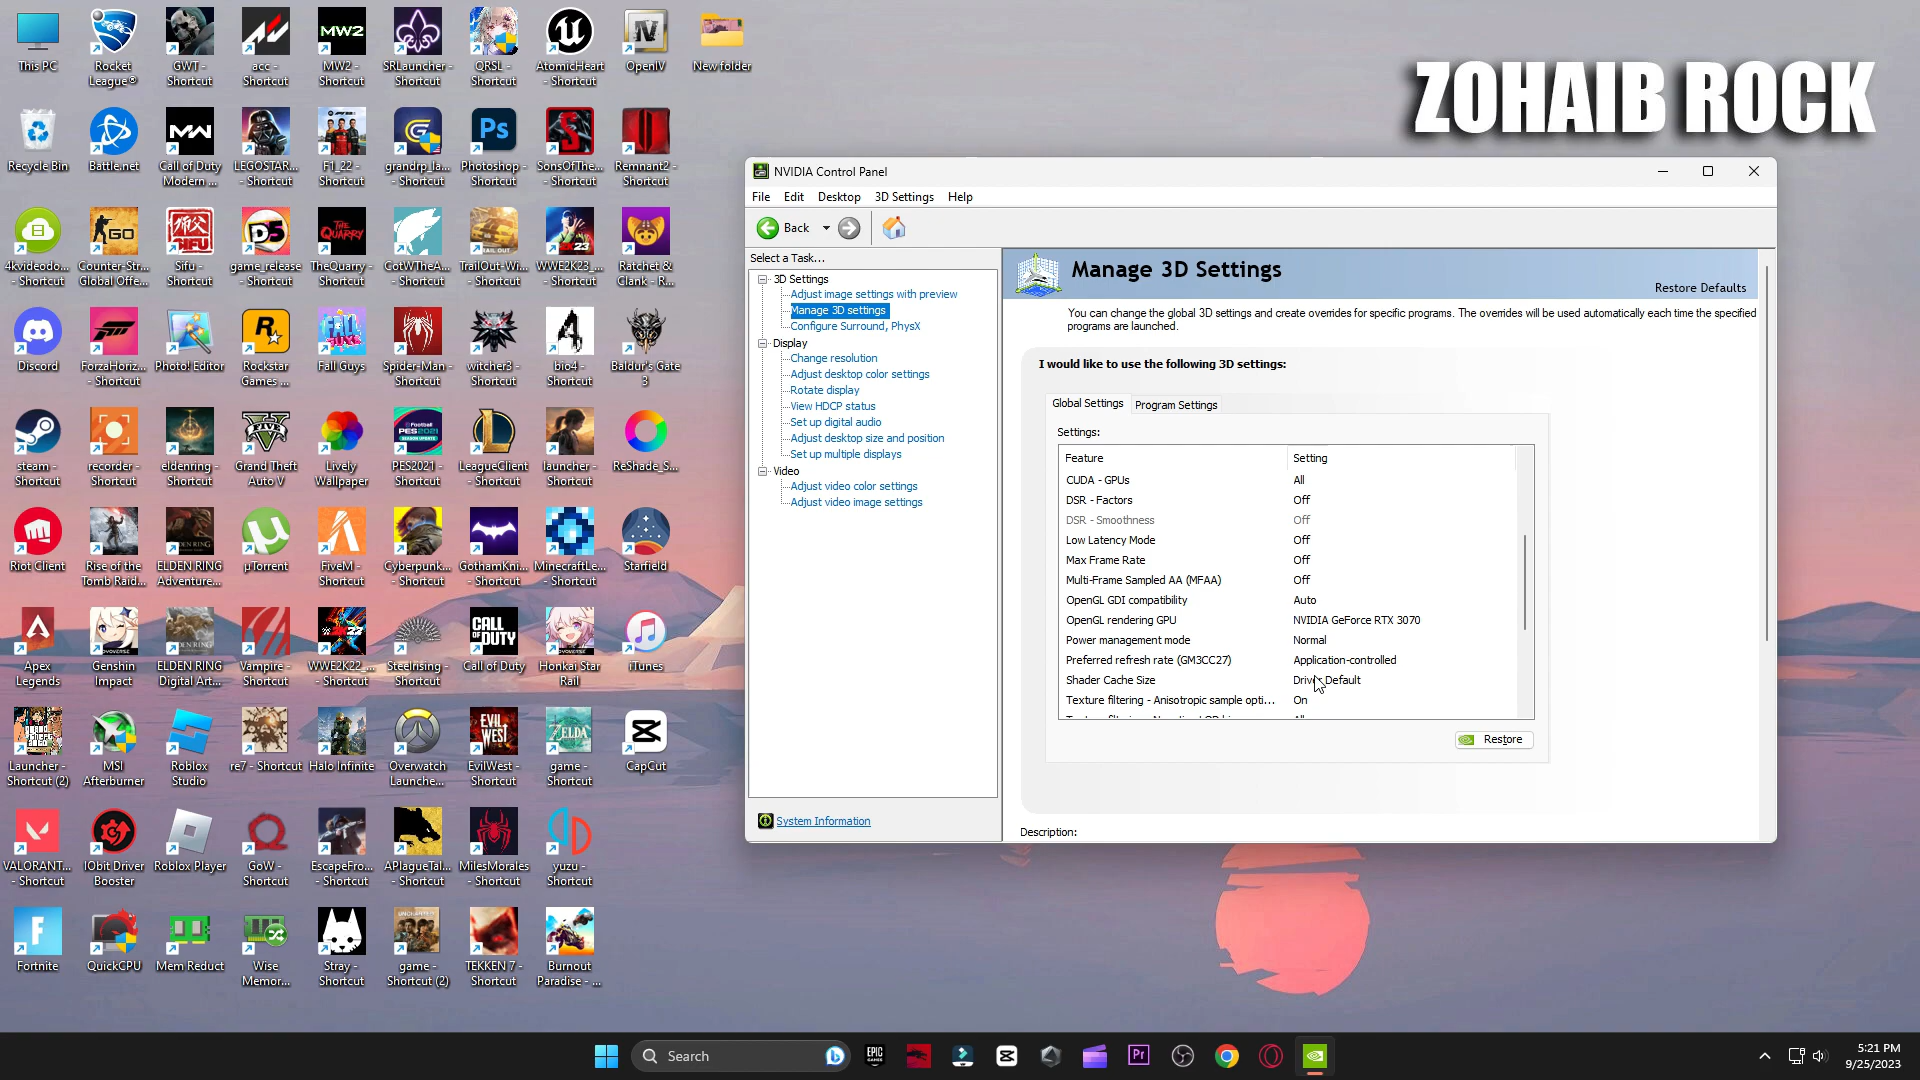 This PC
Rocket
League®
GWT -
Shortcut
acc -
Shortcut
MW2
MW2 -
Shortcut
SRLauncher -
Shortcut
QRSL -
Shortcut
AtomicHeart
- Shortcut
OpenIV
New folder
ZOHAIB ROCK
Recycle Bin
Battle.net
Call of Duty
Modern ...
LEGOSTAR...
- Shortcut
F1_22 -
Shortcut
grandrp_la...
- Shortcut
Ps
Photoshop -
Shortcut
SonsOfThe...
- Shortcut
Remnant2 -
Shortcut
4kvideodo...
- Shortcut
GO
Counter-Str...
Global Offe...
Sifu -
Shortcut
D5
game_release
- Shortcut
THE QUARRY
TheQuarry -
Shortcut
CotWTheA...
- Shortcut
TrailOut-Wi...
- Shortcut
2K23
WWE2K23_...
- Shortcut
Ratchet &
Clank - R...
Discord
ForzaHoriz...
- Shortcut
Photo! Editor
Rockstar
Games ...
Fall Guys
Spider-Man -
Shortcut
witcher3 -
Shortcut
4
bio4 -
Shortcut
Baldur's Gate
3
steam -
Shortcut
recorder -
Shortcut
eldenring -
Shortcut
Grand Theft
Auto V
Lively
Wallpaper
PES2021 -
Shortcut
LeagueClient
- Shortcut
launcher -
Shortcut
ReShade_S...
Riot Client
Rise of the
Tomb Raid...
ELDEN RING
Adventure...
µTorrent
FiveM -
Shortcut
Cyberpunk...
- Shortcut
GothamKni...
- Shortcut
MinecraftLe...
- Shortcut
Starfield
Apex
Legends
Genshin
Impact
ELDEN RING
Digital Art...
Vampire -
Shortcut
WWE2K22_...
- Shortcut
Steelrising -
Shortcut
CALL OF DUTY
Call of Duty
Honkai Star
Rail
iTunes
Launcher -
Shortcut (2)
MSI
Afterburner
Roblox
Studio
re7 - Shortcut
Halo Infinite
Overwatch
Launche...
EVIL WEST
EvilWest -
Shortcut
ZELDA
game -
Shortcut
CapCut
VALORANT...
- Shortcut
IObit Driver
Booster
Roblox Player
GoW -
Shortcut
EscapeFro...
- Shortcut
APlagueTal...
- Shortcut
MilesMorales
- Shortcut
yuzu -
Shortcut
Fortnite
QuickCPU
Mem Reduct
Wise
Memor...
Stray -
Shortcut
game -
Shortcut (2)
TEKKEN 7 -
Shortcut
Burnout
Paradise - ...
NVIDIA Control Panel
File Edit Desktop 3D Settings Help
Back
Select a Task...
3D Settings
Adjust image settings with preview
Manage 3D settings
Configure Surround, PhysX
Display
Change resolution
Adjust desktop color settings
Rotate display
View HDCP status
Set up digital audio
Adjust desktop size and position
Set up multiple displays
Video
Adjust video color settings
Adjust video image settings
System Information
Manage 3D Settings
Restore Defaults
You can change the global 3D settings and create overrides for specific programs. The overrides will be used automatically each time the specified
programs are launched.
I would like to use the following 3D settings:
Global Settings Program Settings
Settings:
Feature Setting
CUDA - GPUs All
DSR - Factors Off
DSR - Smoothness Off
Low Latency Mode Off
Max Frame Rate Off
Multi-Frame Sampled AA (MFAA) Off
OpenGL GDI compatibility Auto
OpenGL rendering GPU NVIDIA GeForce RTX 3070
Power management mode Normal
Preferred refresh rate (GM3CC27) Application-controlled
Shader Cache Size Driver Default
Texture filtering - Anisotropic sample opti... On
Restore
Description:
Search
EPIC GAMES
Pr
5:21 PM
9/25/2023